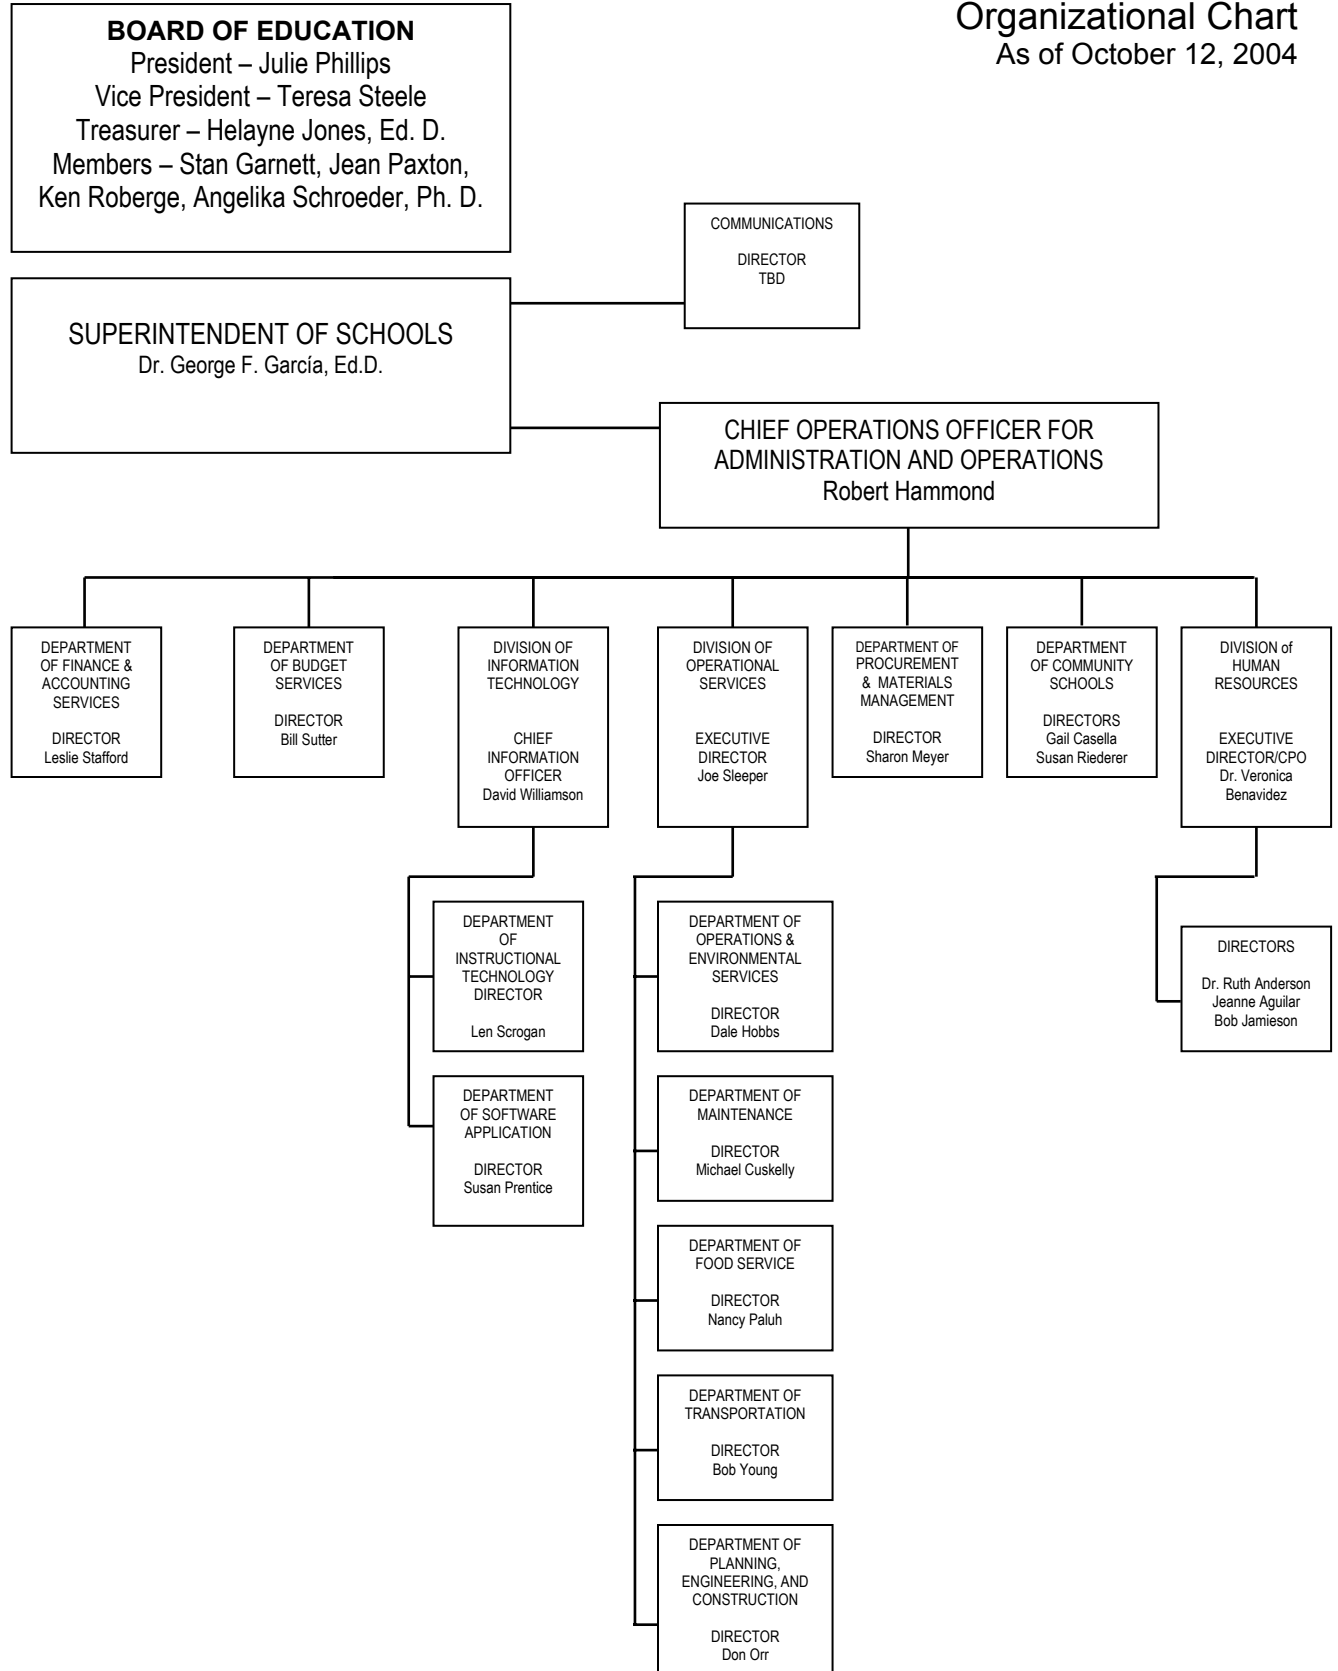 Organizational Chart
As of October 12, 2004
BOARD OF EDUCATION
President – Julie Phillips
Vice President – Teresa Steele
Treasurer – Helayne Jones, Ed. D.
Members – Stan Garnett, Jean Paxton,
Ken Roberge, Angelika Schroeder, Ph. D.
COMMUNICATIONS
DIRECTOR
TBD
SUPERINTENDENT OF SCHOOLS
Dr. George F. García, Ed.D.
CHIEF OPERATIONS OFFICER FOR
ADMINISTRATION AND OPERATIONS
Robert Hammond
DEPARTMENT
OF FINANCE &
ACCOUNTING
SERVICES
DIRECTOR
Leslie Stafford
DEPARTMENT
OF BUDGET
SERVICES
DIRECTOR
Bill Sutter
DIVISION OF
INFORMATION
TECHNOLOGY
CHIEF
INFORMATION
OFFICER
David Williamson
DIVISION OF
OPERATIONAL
SERVICES
EXECUTIVE
DIRECTOR
Joe Sleeper
DEPARTMENT OF
PROCUREMENT
& MATERIALS
MANAGEMENT
DIRECTOR
Sharon Meyer
DEPARTMENT
OF COMMUNITY
SCHOOLS
DIRECTORS
Gail Casella
Susan Riederer
DIVISION of
HUMAN
RESOURCES
EXECUTIVE
DIRECTOR/CPO
Dr. Veronica
Benavidez
DEPARTMENT
OF
INSTRUCTIONAL
TECHNOLOGY
DIRECTOR
Len Scrogan
DEPARTMENT
OF SOFTWARE
APPLICATION
DIRECTOR
Susan Prentice
DEPARTMENT OF
OPERATIONS &
ENVIRONMENTAL
SERVICES
DIRECTOR
Dale Hobbs
DEPARTMENT OF
MAINTENANCE
DIRECTOR
Michael Cuskelly
DEPARTMENT OF
FOOD SERVICE
DIRECTOR
Nancy Paluh
DEPARTMENT OF
TRANSPORTATION
DIRECTOR
Bob Young
DEPARTMENT OF
PLANNING,
ENGINEERING, AND
CONSTRUCTION
DIRECTOR
Don Orr
DIRECTORS
Dr. Ruth Anderson
Jeanne Aguilar
Bob Jamieson